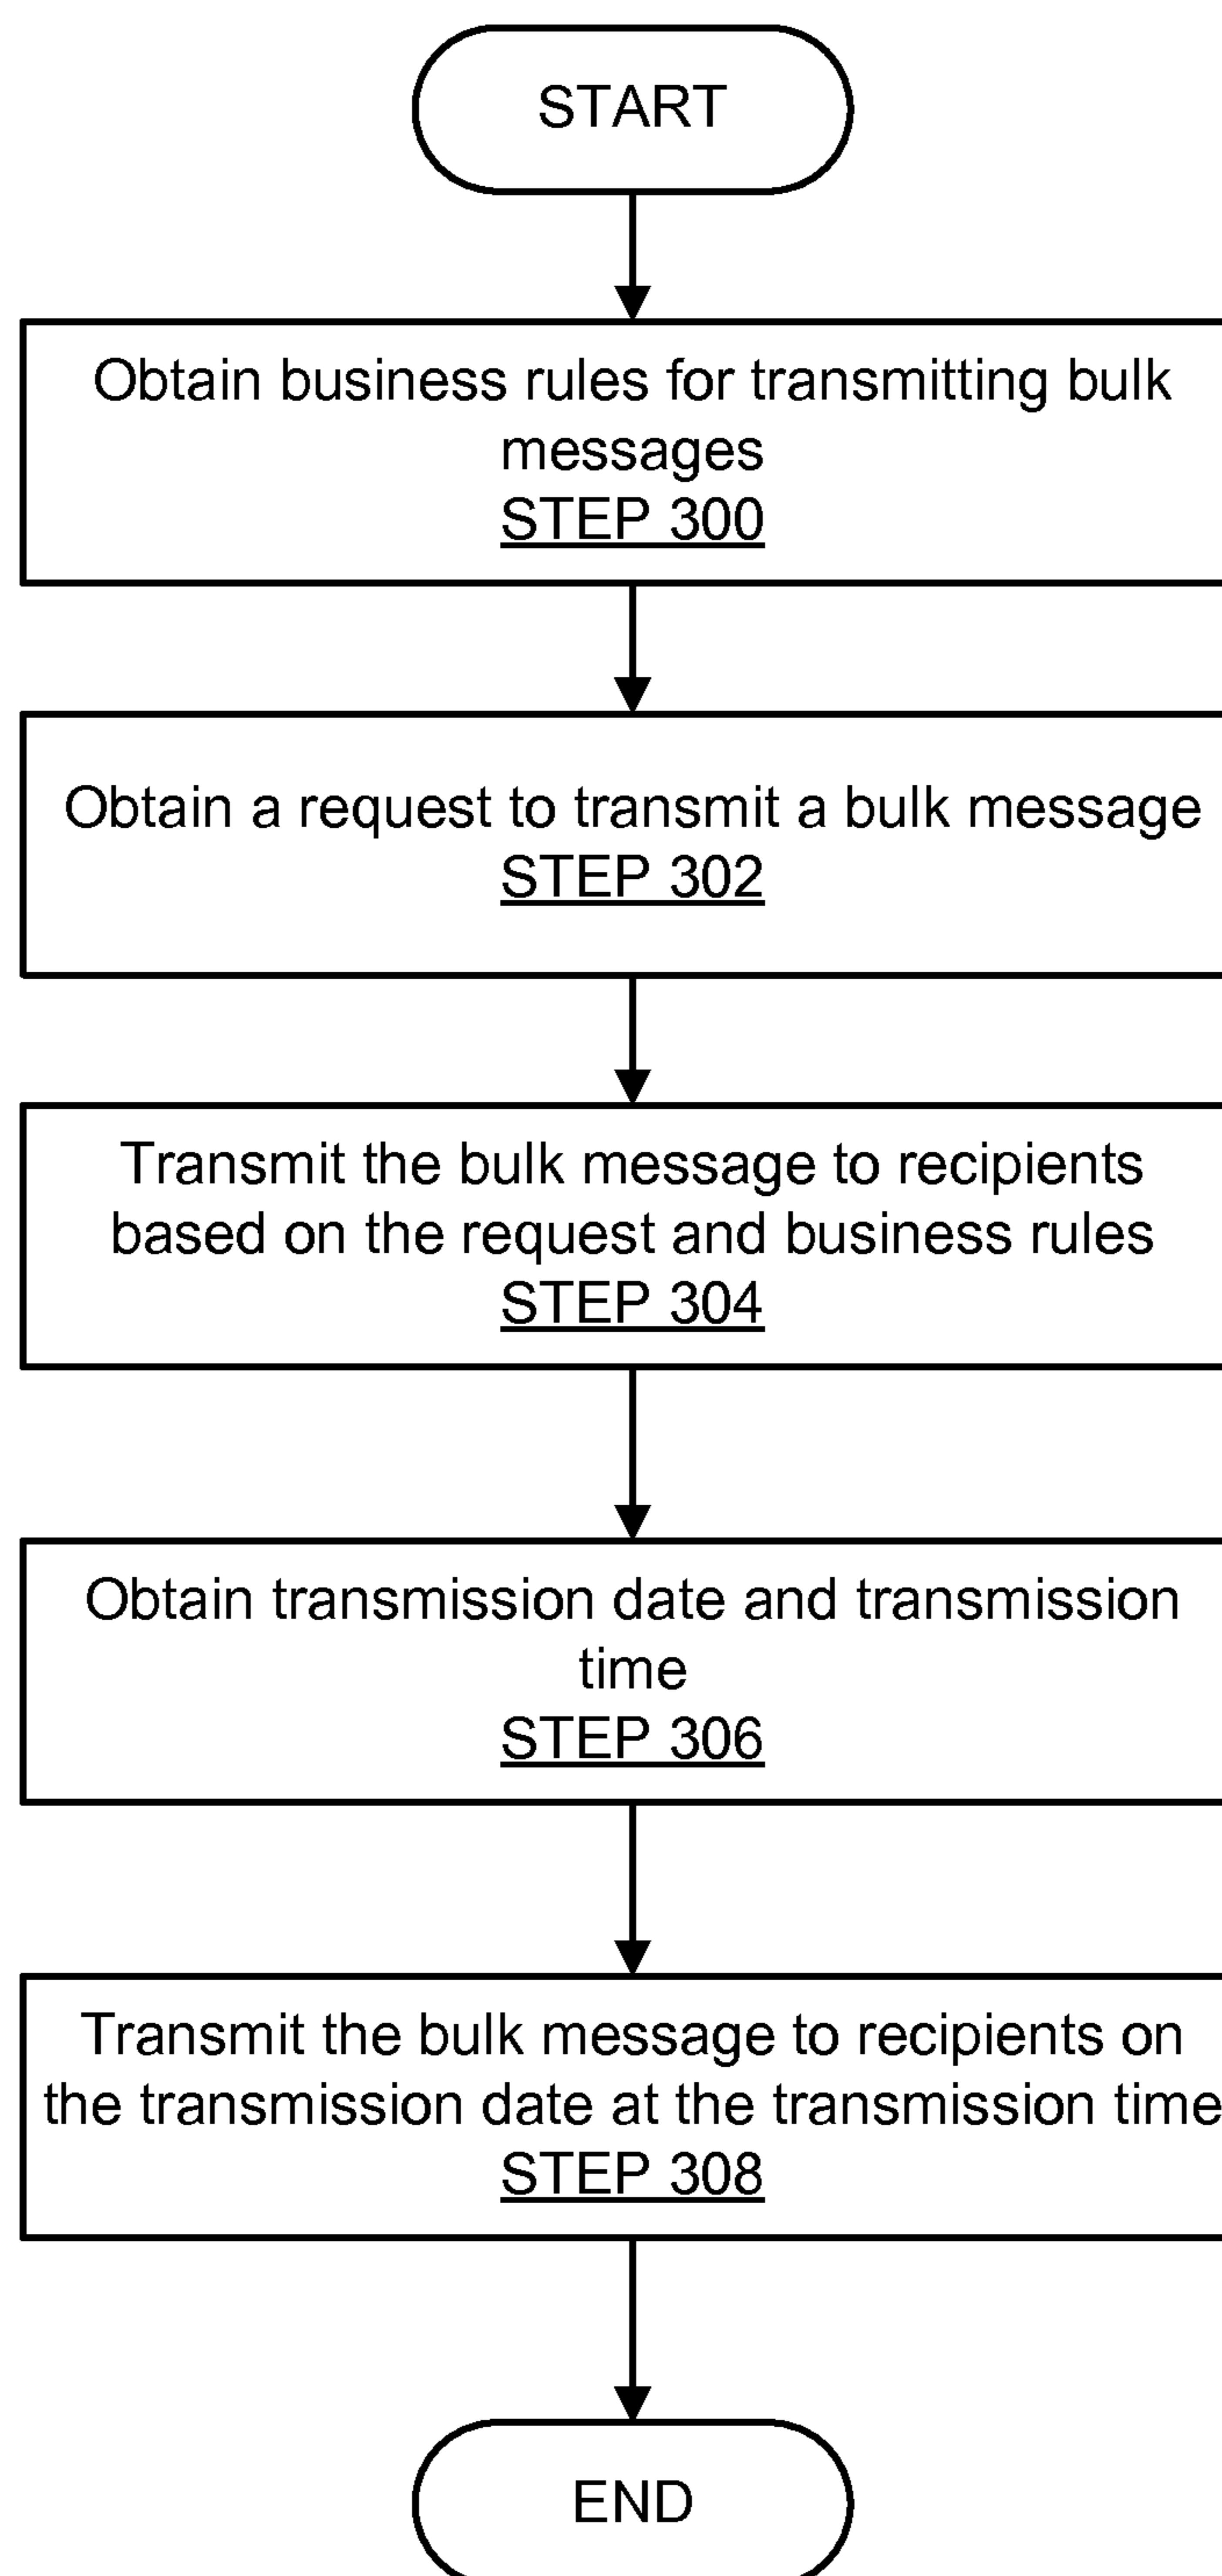 START
Obtain business rules for transmitting bulk
messages
STEP 300
Obtain a request to transmit a bulk message
STEP 302
Transmit the bulk message to recipients
based on the request and business rules
STEP 304
Obtain transmission date and transmission
time
STEP 306
Transmit the bulk message to recipients on
the transmission date at the transmission time
STEP 308
END